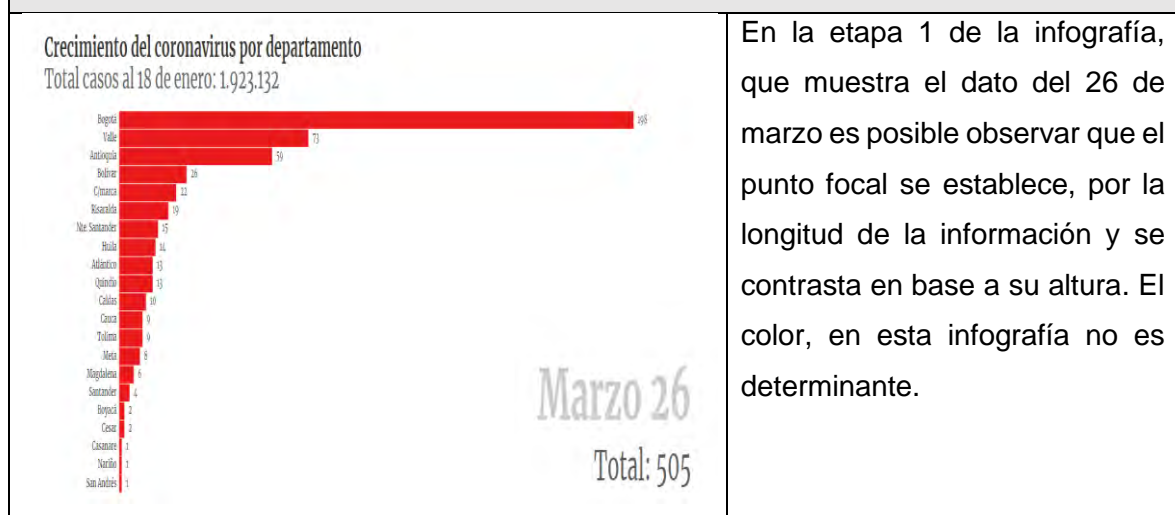 Crecimiento del coronavirus por departamento
Total casos al 18 de enero: 1.923.132
Bogotá 198
Valle 73
Antioquia 59
Bolívar 26
C/marca 22
Risaralda 19
Nte. Santander 15
Huila 14
Atlántico 13
Quindío 13
Caldas 10
Cauca 9
Tolima 9
Meta 8
Magdalena 6
Santander 4
Boyacá 2
Cesar 2
Casanare 1
Nariño 1
San Andrés 1
Marzo 26
Total: 505
En la etapa 1 de la infografía,
que muestra el dato del 26 de
marzo es posible observar que el
punto focal se establece, por la
longitud de la información y se
contrasta en base a su altura. El
color, en esta infografía no es
determinante.